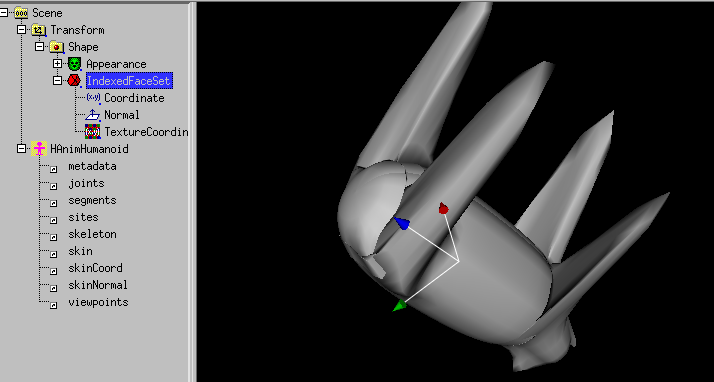 Scene
Transform
Shape
Appearance
IndexedFaceSet
Coordinate
Normal
TextureCoordin
HAnimHumanoid
metadata
joints
segments
sites
skeleton
skin
skinCoord
skinNormal
viewpoints